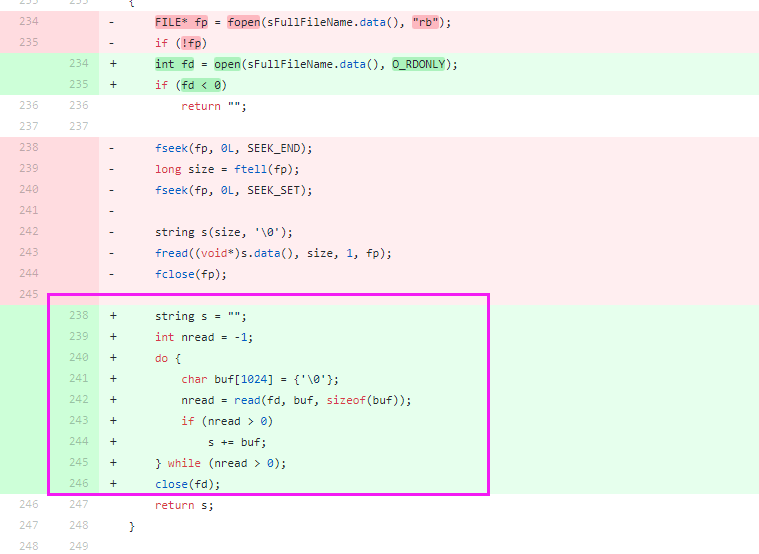 {
234 - FILE* fp = fopen(sFullFileName.data(), "rb");
235 - if (!fp)
234 + int fd = open(sFullFileName.data(), O_RDONLY);
235 + if (fd < 0)
236 236 return "";
237 237
238 - fseek(fp, 0L, SEEK_END);
239 - long size = ftell(fp);
240 - fseek(fp, 0L, SEEK_SET);
241 -
242 - string s(size, '\0');
243 - fread((void*)s.data(), size, 1, fp);
244 - fclose(fp);
245
238 + string s = "";
239 + int nread = -1;
240 + do {
241 + char buf[1024] = {'\0'};
242 + nread = read(fd, buf, sizeof(buf));
243 + if (nread > 0)
244 + s += buf;
245 + } while (nread > 0);
246 + close(fd);
246 247 return s;
247 248 }
248 249